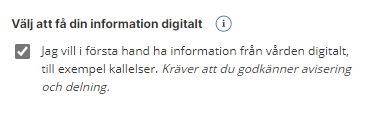 Välj att få din information digitalt i
Jag vill i första hand ha information från vården digitalt,
till exempel kallelser. Kräver att du godkänner avisering
och delning.